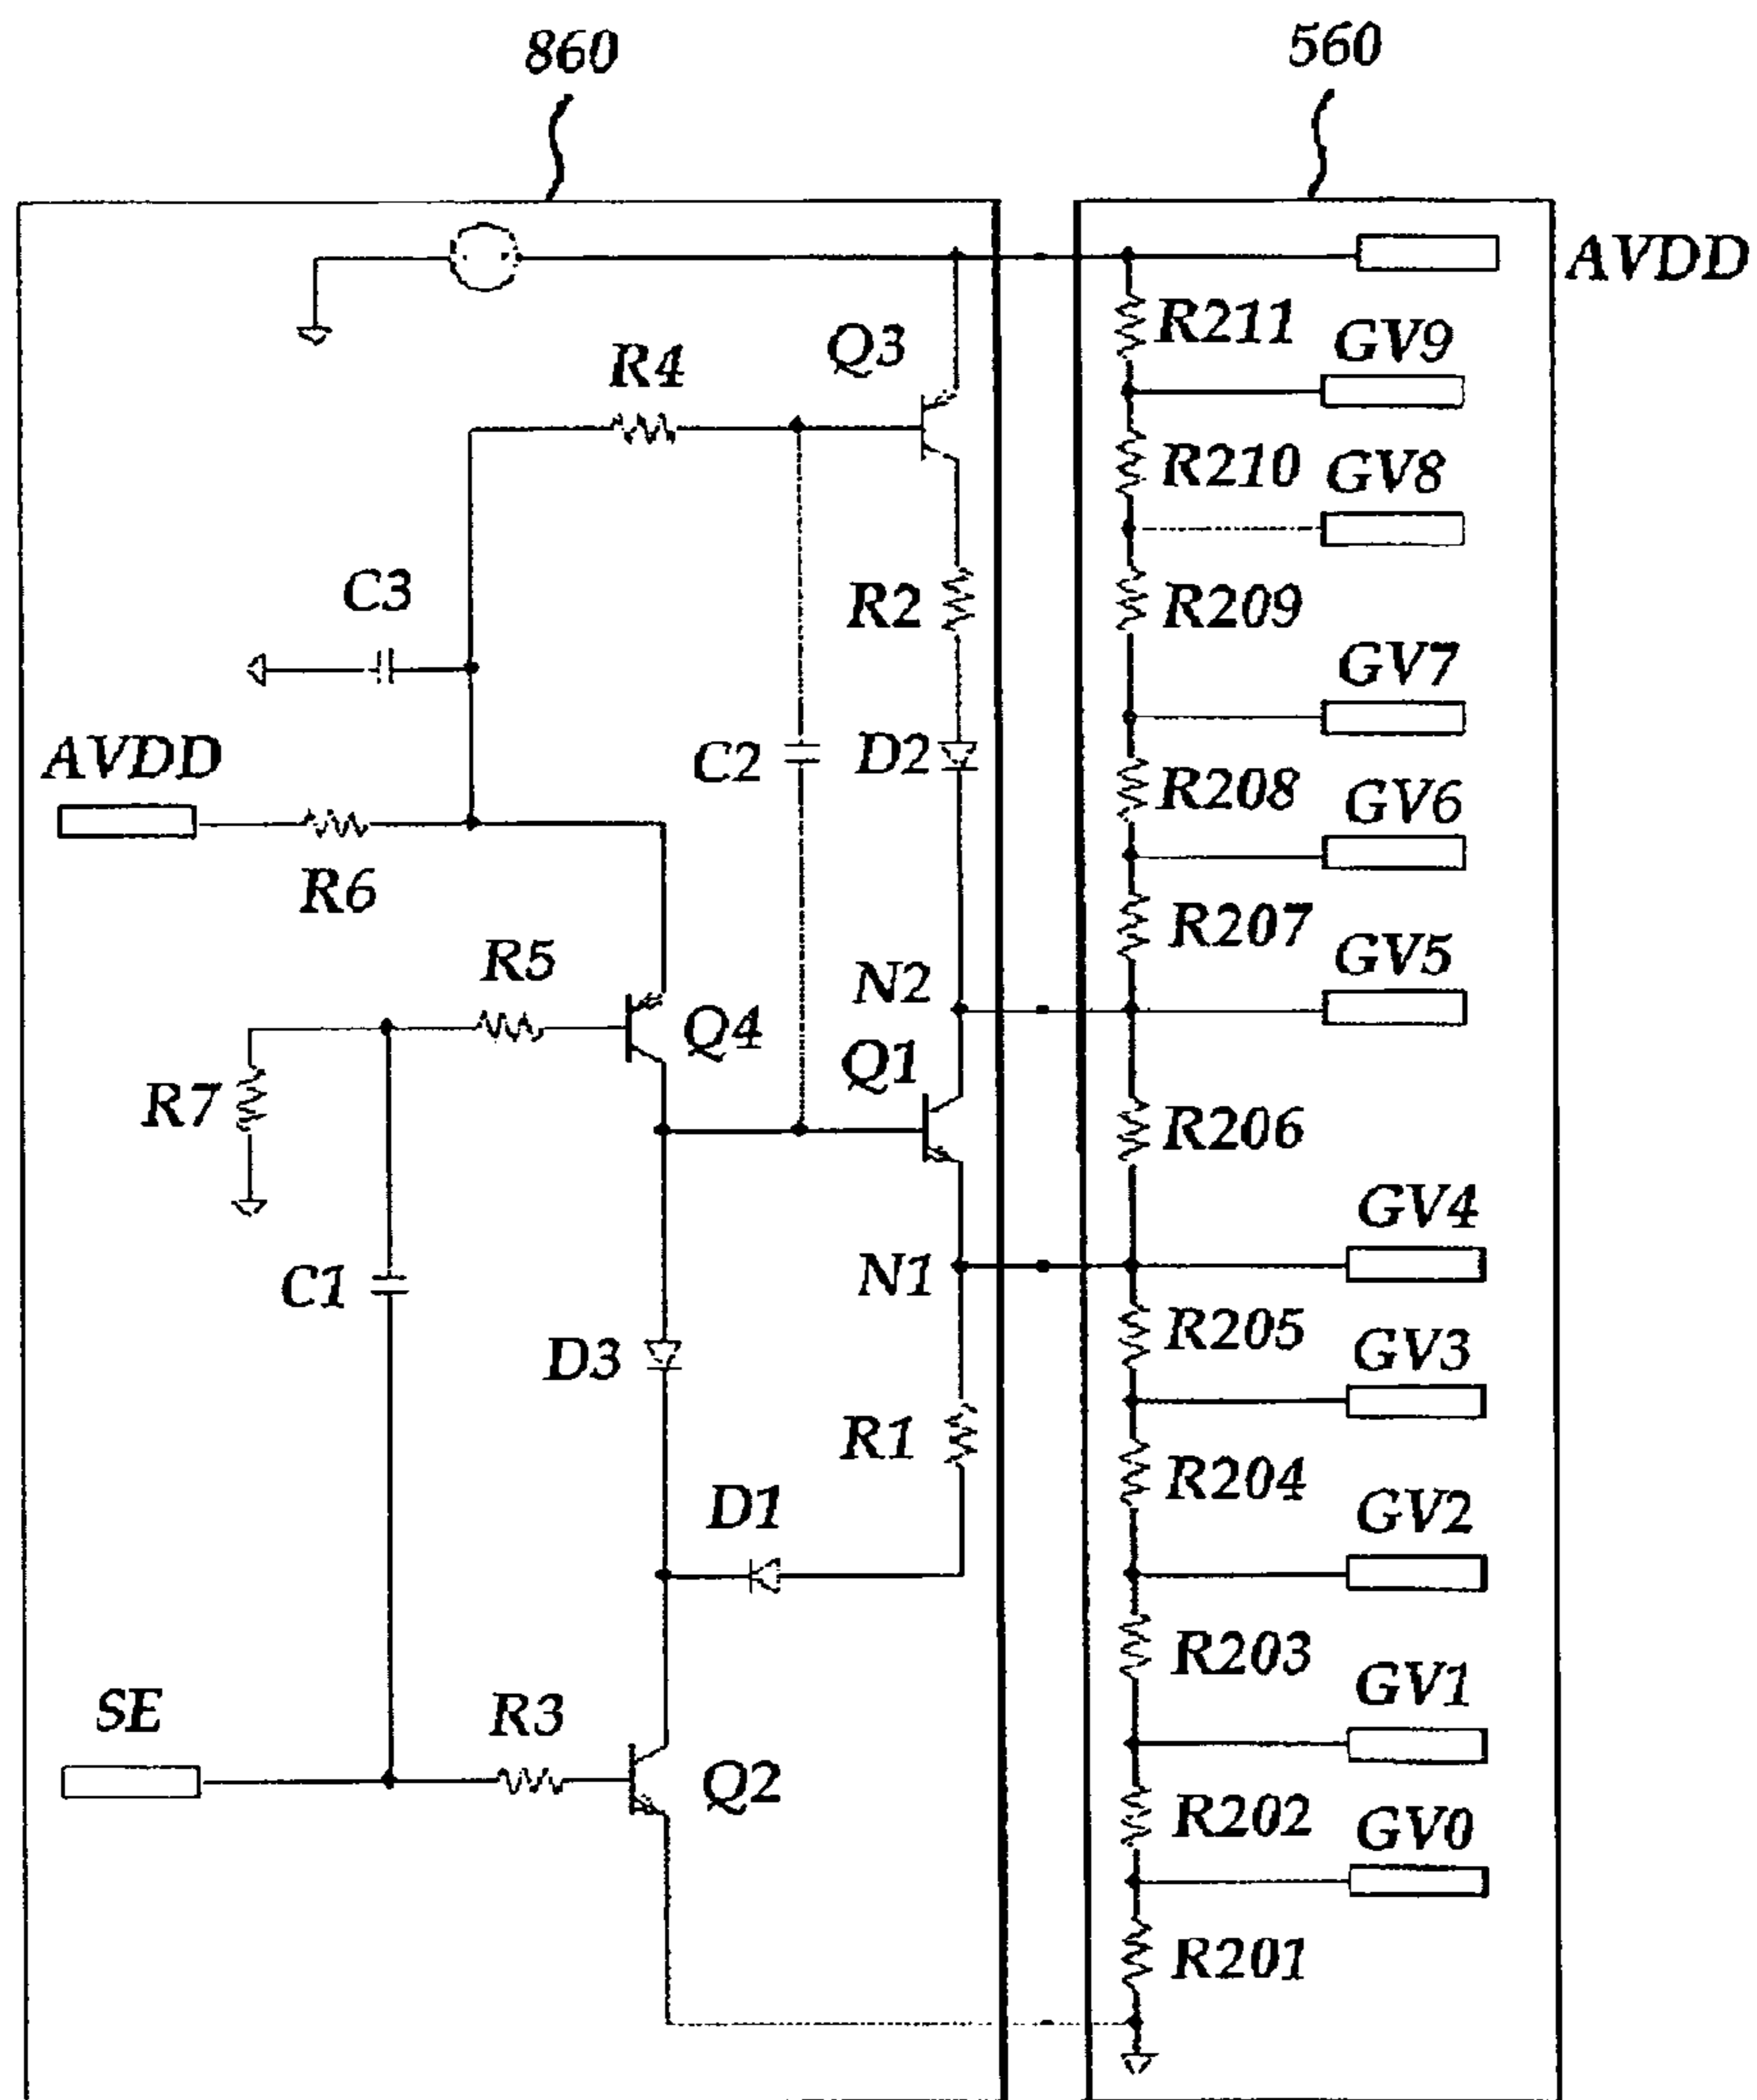 860
560
AVDD
R211
GV9
Q3
R4
R210
GV8
C3
R2
R209
GV7
AVDD
C2
D2
R208
GV6
R6
R207
GV5
R5
N2
Q4
Q1
R7
R206
GV4
N1
C1
R205
GV3
D3
R1
R204
GV2
D1
R203
GV1
SE
R3
Q2
R202
GV0
R201